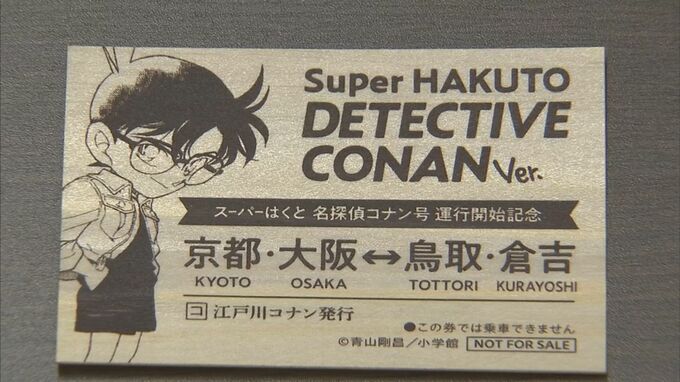 Super HAKUTO
DETECTIVE
CONAN Ver.
スーパーはくと 名探偵コナン号 運行開始記念
京都・大阪↔鳥取・倉吉
KYOTO OSAKA TOTTORI KURAYOSHI
コ 江戸川コナン発行
●この券では乗車できません
©青山剛昌／小学館 NOT FOR SALE